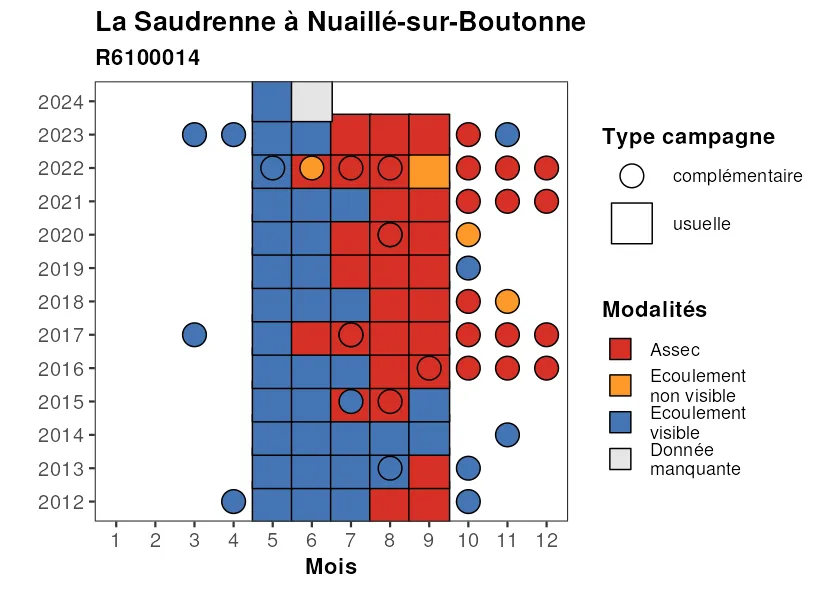 La Saudrenne à Nuaillé-sur-Boutonne
R6100014
2024
2023
2022
2021
2020
2019
2018
2017
2016
2015
2014
2013
2012
1 2 3 4 5 6 7 8 9 10 11 12
Mois
Type campagne
complémentaire
usuelle
Modalités
Assec
Ecoulement
non visible
Ecoulement
visible
Donnée
manquante